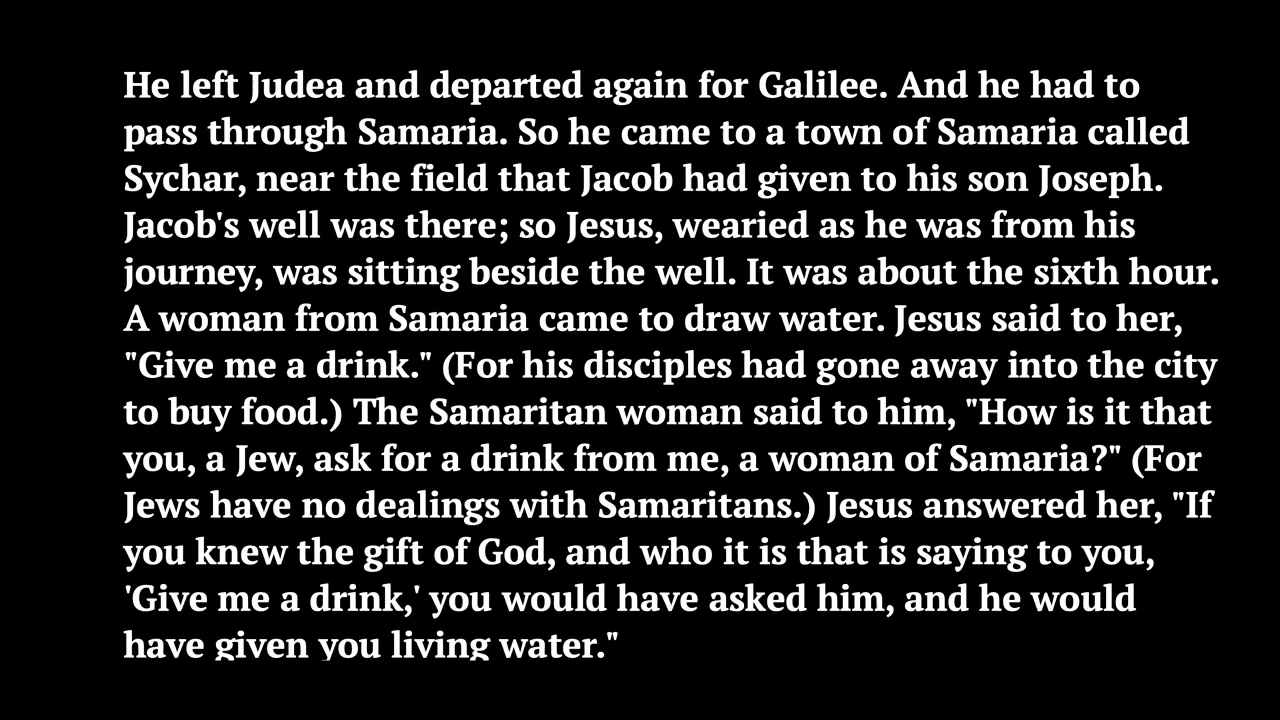 He left Judea and departed again for Galilee. And he had to
pass through Samaria. So he came to a town of Samaria called
Sychar, near the field that Jacob had given to his son Joseph.
Jacob's well was there; so Jesus, wearied as he was from his
journey, was sitting beside the well. It was about the sixth hour.
A woman from Samaria came to draw water. Jesus said to her,
"Give me a drink." (For his disciples had gone away into the city
to buy food.) The Samaritan woman said to him, "How is it that
you, a Jew, ask for a drink from me, a woman of Samaria?" (For
Jews have no dealings with Samaritans.) Jesus answered her, "If
you knew the gift of God, and who it is that is saying to you,
'Give me a drink,' you would have asked him, and he would
have given you living water."